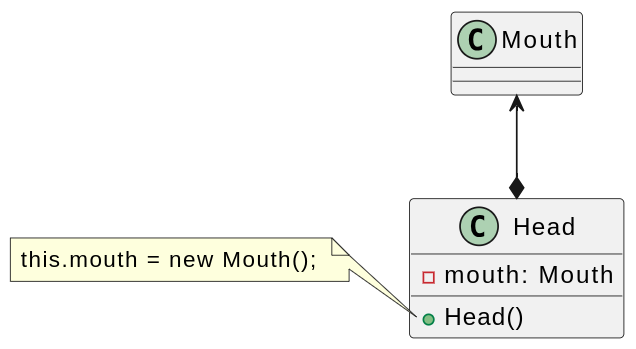 C Mouth
C Head
mouth: Mouth
this.mouth = new Mouth();
Head()